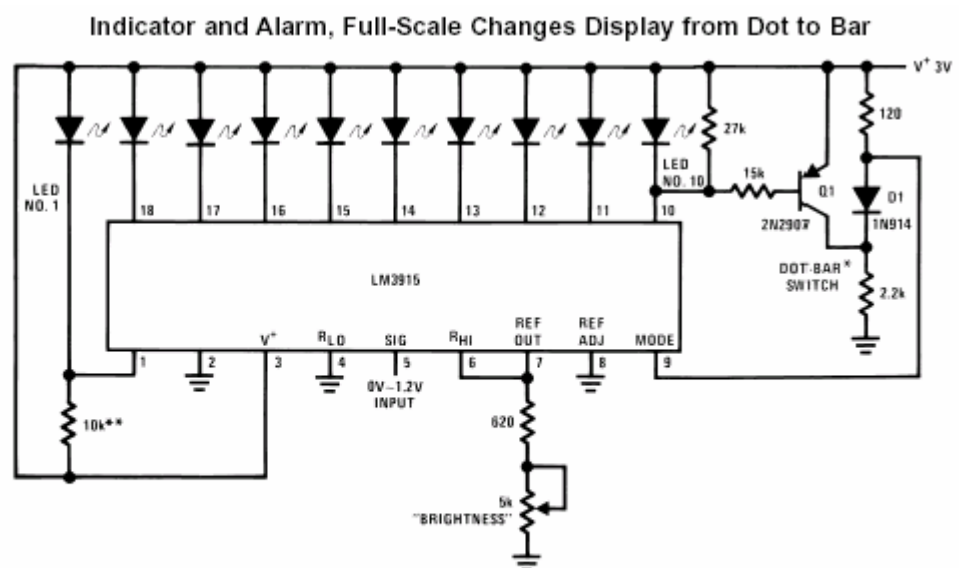 Indicator and Alarm, Full-Scale Changes Display from Dot to Bar
V+ 3V
120
27k
LED
NO. 1
LED
NO. 10
15k
Q1
2N2907
D1
1N914
DOT-BAR*
SWITCH
2.2k
18
17
16
15
14
13
12
11
10
LM3915
V+
RLO
SIG
RHI
REF
OUT
REF
ADJ
MODE
1
2
3
4
5
6
7
8
9
0V–1.2V
INPUT
10k**
620
5k
"BRIGHTNESS"